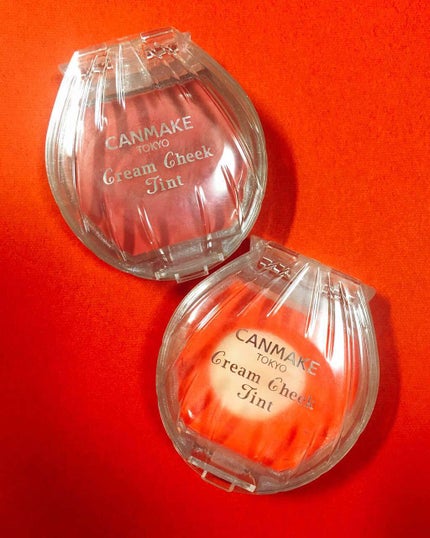 CANMAKE
TOKYO
Cream Cheek
Tint
CANMAKE
TOKYO
Cream Cheek
Tint